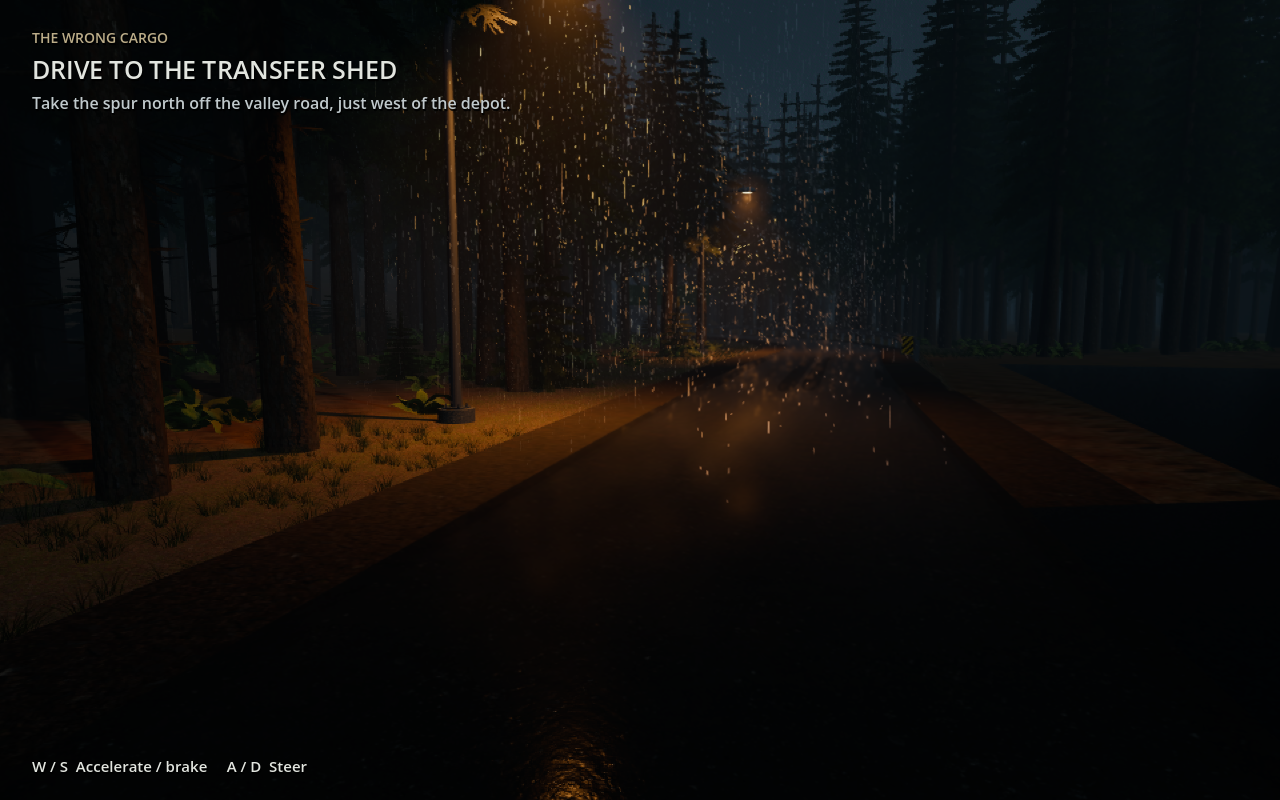 THE WRONG CARGO
DRIVE TO THE TRANSFER SHED
Take the spur north off the valley road, just west of the depot.
W / S Accelerate / brake A / D Steer